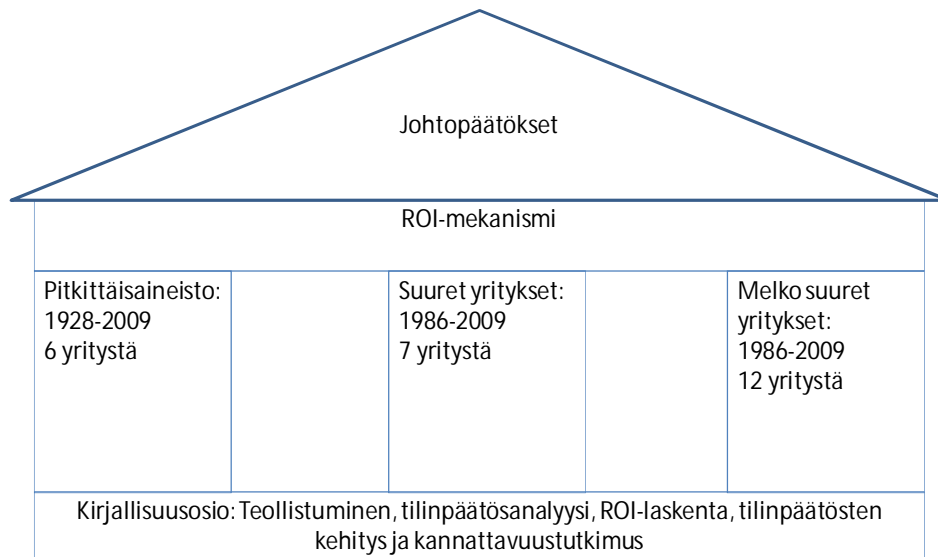 Johtopäätökset
ROI-mekanismi
Pitkittäisaineisto:
1928-2009
6 yritystä
Suuret yritykset:
1986-2009
7 yritystä
Melko suuret
yritykset:
1986-2009
12 yritystä
Kirjallisuusosio: Teollistuminen, tilinpäätösanalyysi, ROI-laskenta, tilinpäätösten
kehitys ja kannattavuustutkimus